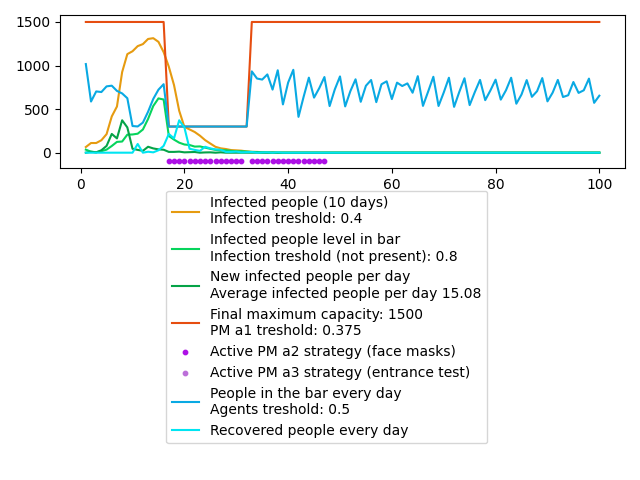 1500
1000
500
0
0
20
40
60
80
100
Infected people (10 days)
Infection treshold: 0.4
Infected people level in bar
Infection treshold (not present): 0.8
New infected people per day
Average infected people per day 15.08
Final maximum capacity: 1500
PM a1 treshold: 0.375
Active PM a2 strategy (face masks)
Active PM a3 strategy (entrance test)
People in the bar every day
Agents treshold: 0.5
Recovered people every day